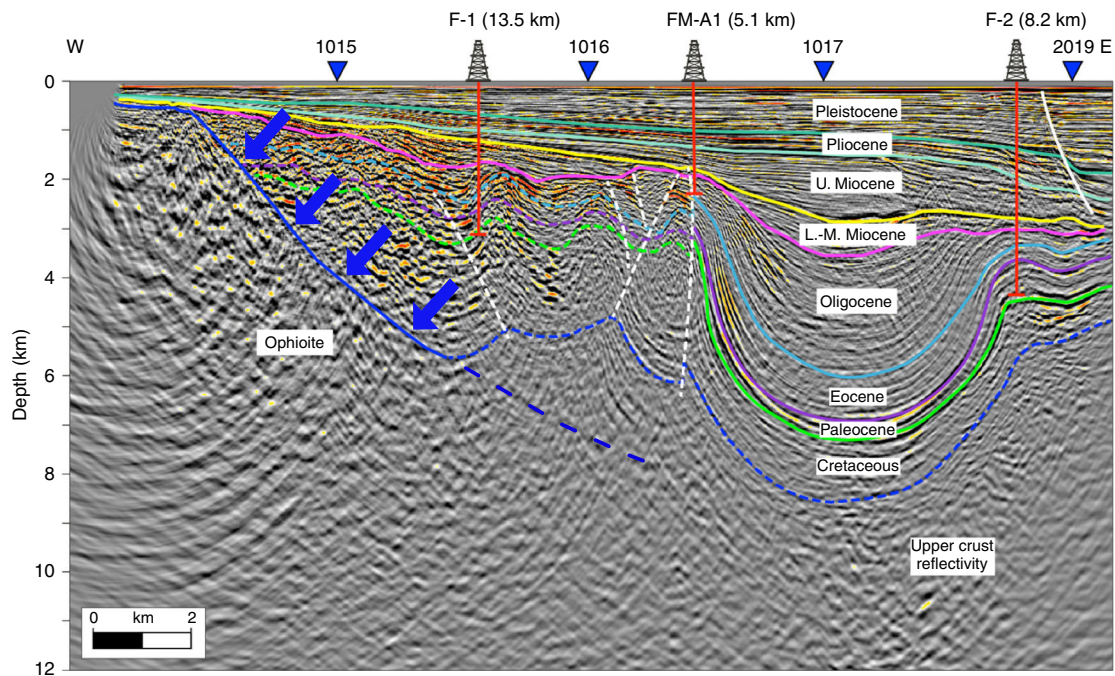 F-1 (13.5 km) FM-A1 (5.1 km) F-2 (8.2 km)
W 1015 1016 1017 2019 E
0
2
4
6
8
10
12
Depth (km)
Pleistocene
Pliocene
U. Miocene
L.-M. Miocene
Oligocene
Ophioite
Eocene
Paleocene
Cretaceous
Upper crust
reflectivity
0 km 2